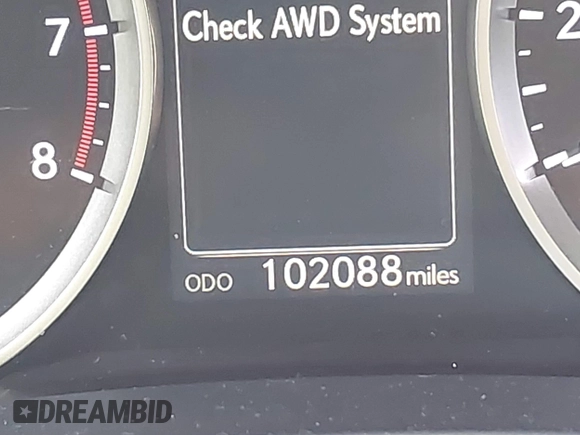 Check AWD System
7
8
2
ODO 102088 miles
DREAMBID